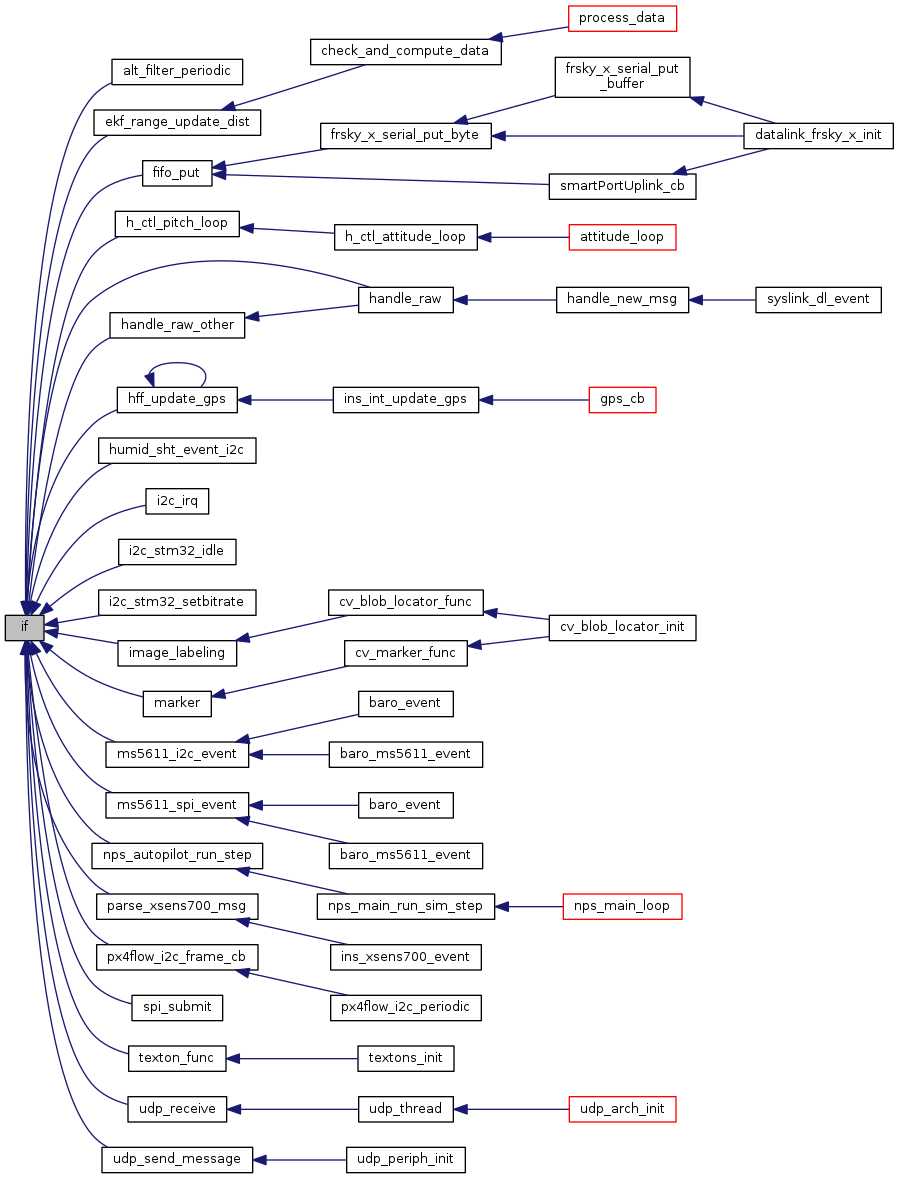 process_data
check_and_compute_data
alt_filter_periodic
frsky_x_serial_put
_buffer
ekf_range_update_dist
frsky_x_serial_put_byte
datalink_frsky_x_init
fifo_put
smartPortUplink_cb
h_ctl_pitch_loop
h_ctl_attitude_loop
attitude_loop
handle_raw
handle_new_msg
syslink_dl_event
handle_raw_other
hff_update_gps
ins_int_update_gps
gps_cb
humid_sht_event_i2c
i2c_irq
i2c_stm32_idle
i2c_stm32_setbitrate
cv_blob_locator_func
if
cv_blob_locator_init
image_labeling
cv_marker_func
marker
baro_event
ms5611_i2c_event
baro_ms5611_event
ms5611_spi_event
baro_event
nps_autopilot_run_step
baro_ms5611_event
parse_xsens700_msg
nps_main_run_sim_step
nps_main_loop
px4flow_i2c_frame_cb
ins_xsens700_event
spi_submit
px4flow_i2c_periodic
texton_func
textons_init
udp_receive
udp_thread
udp_arch_init
udp_send_message
udp_periph_init